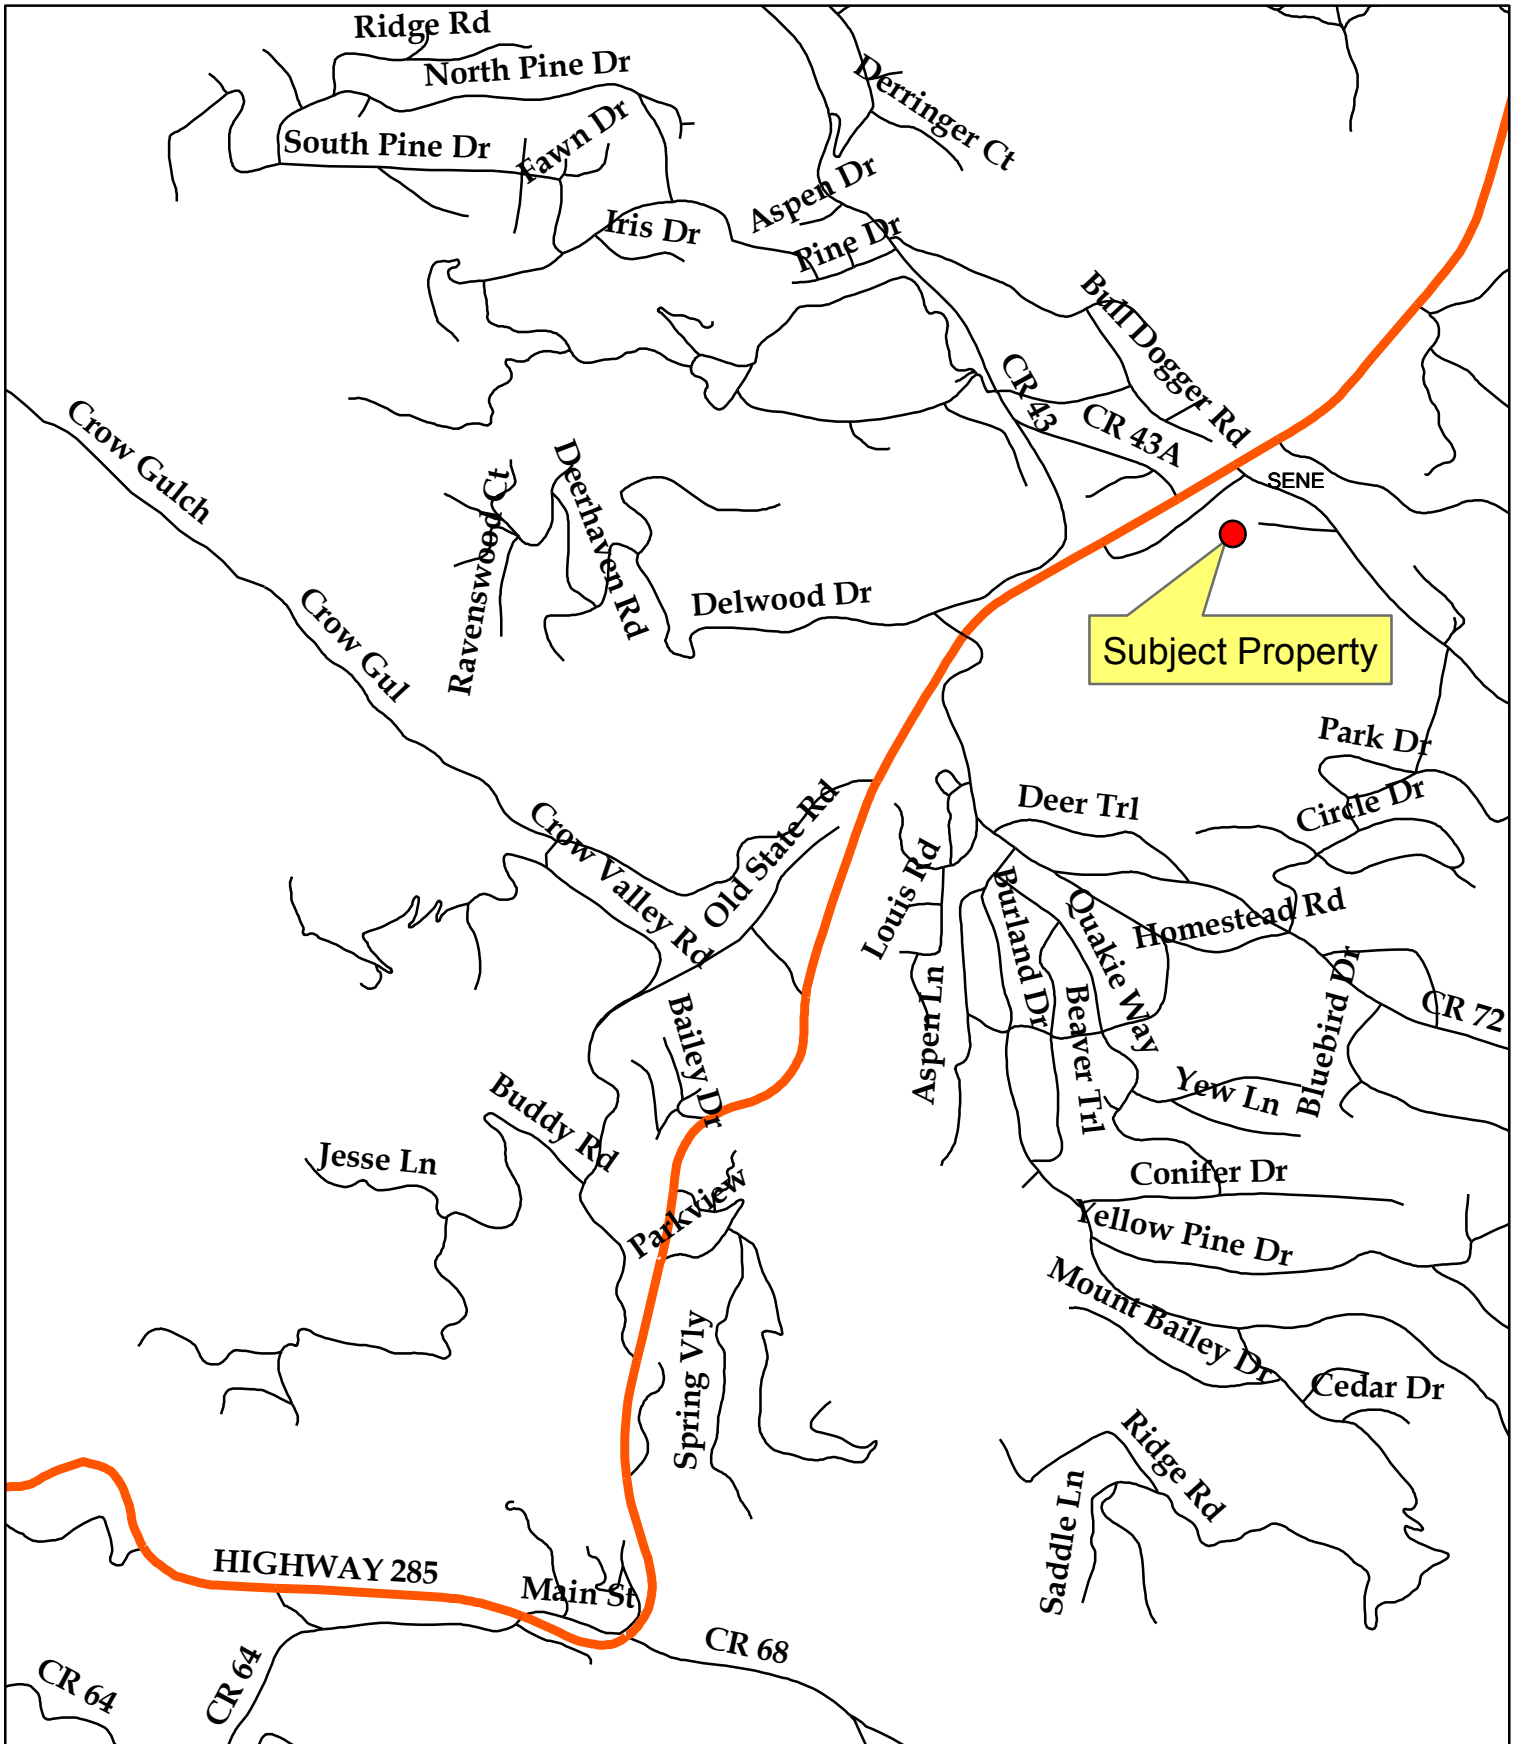 Ridge Rd
North Pine Dr
Derringer Ct
South Pine Dr
Fawn Dr
Aspen Dr
Iris Dr
Pine Dr
Bull Dogger Rd
CR 43
CR 43A
Crow Gulch
SENE
Ravenswood Ct
Deerhaven Rd
Delwood Dr
Subject Property
Crow Gul
Park Dr
Deer Trl
Circle Dr
Crow Valley Rd
Old State Rd
Louis Rd
Burland Dr
Quakie Way
Homestead Rd
Bluebird Dr
CR 72
Aspen Ln
Beaver Trl
Bailey Dr
Buddy Rd
Yew Ln
Jesse Ln
Conifer Dr
Parkview
Yellow Pine Dr
Mount Bailey Dr
Spring Vly
Cedar Dr
Ridge Rd
Saddle Ln
HIGHWAY 285
Main St
CR 68
CR 64
CR 64